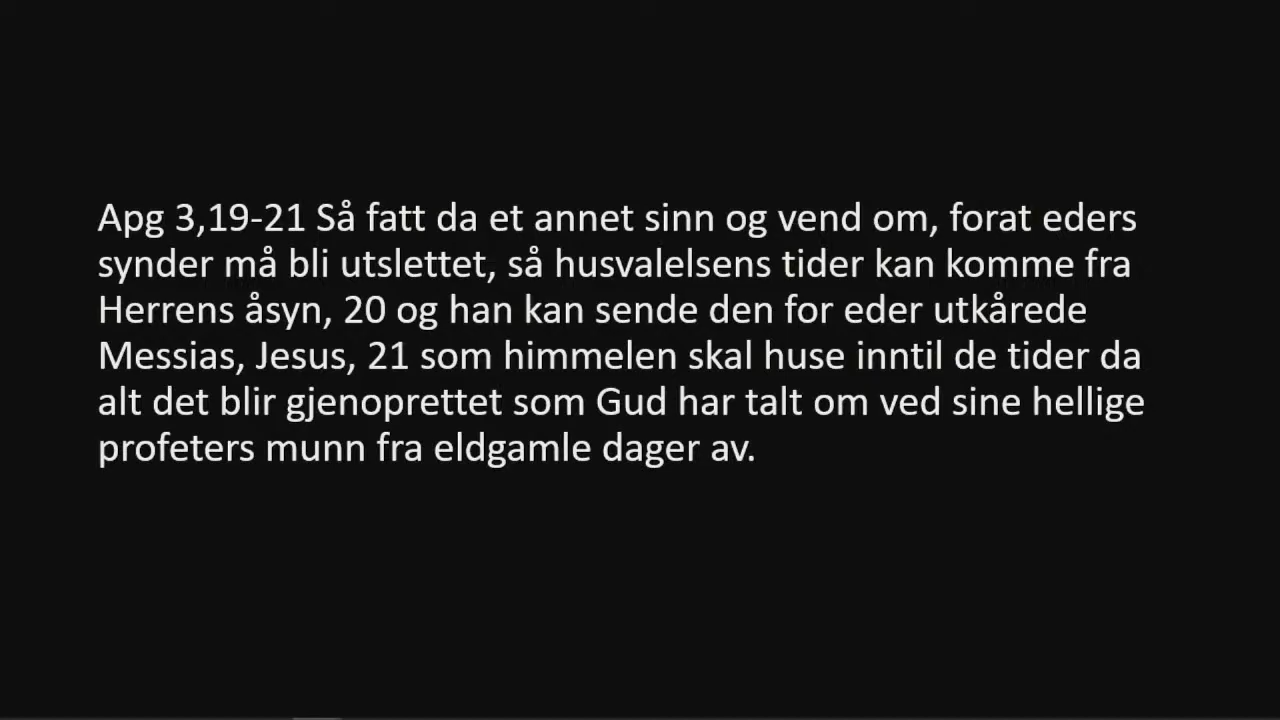 Apg 3,19-21 Så fatt da et annet sinn og vend om, forat eders
synder må bli utslettet, så husvalelsens tider kan komme fra
Herrens åsyn, 20 og han kan sende den for eder utkårede
Messias, Jesus, 21 som himmelen skal huse inntil de tider da
alt det blir gjenoprettet som Gud har talt om ved sine hellige
profeters munn fra eldgamle dager av.